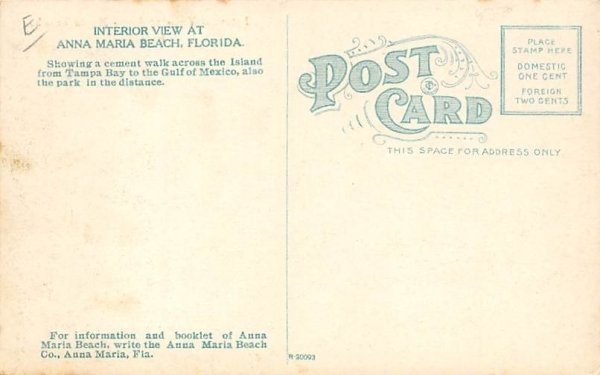 E
INTERIOR VIEW AT
ANNA MARIA BEACH, FLORIDA.
Showing a cement walk across the Island
from Tampa Bay to the Gulf of Mexico, also
the park in the distance.
For information and booklet of Anna
Maria Beach, write the Anna Maria Beach
Co., Anna Maria, Fla.
POST
CARD
THIS SPACE FOR ADDRESS ONLY.
PLACE
STAMP HERE
DOMESTIC
ONE CENT
FOREIGN
TWO CENTS
R-50093